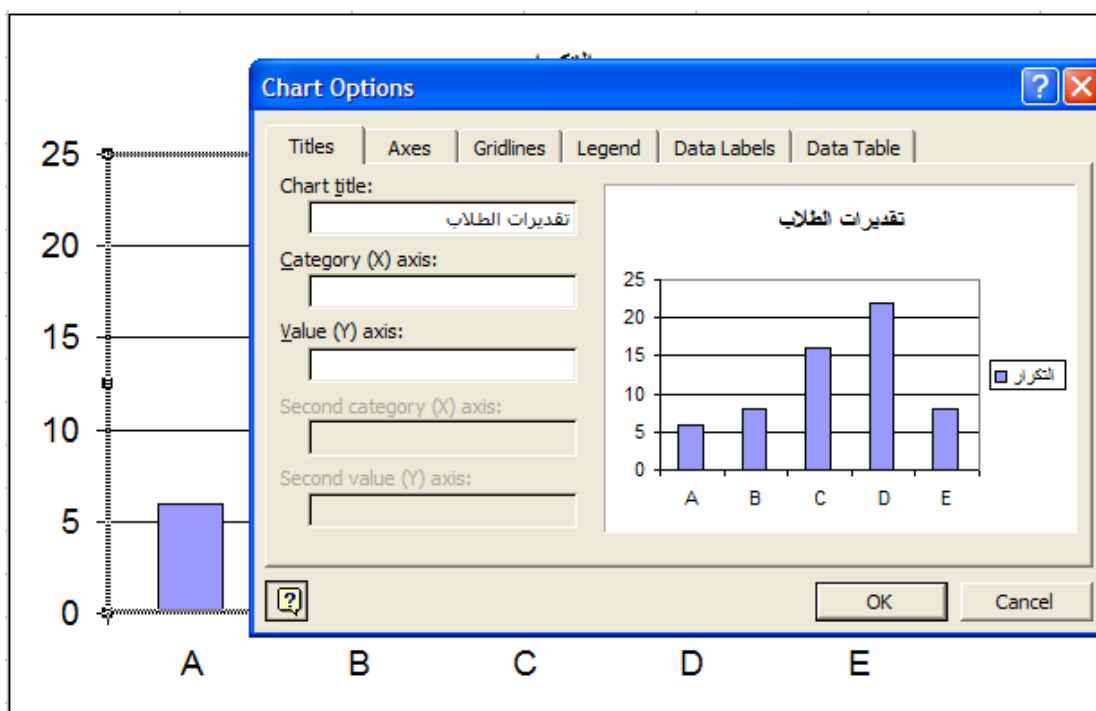 Chart Options
Titles Axes Gridlines Legend Data Labels Data Table
Chart title:
تقديرات الطلاب
Category (X) axis:
Value (Y) axis:
Second category (X) axis:
Second value (Y) axis:
تقديرات الطلاب
25
20
15
10
5
0
A B C D E
التكرار
OK Cancel
25
20
15
10
5
0
A B C D E